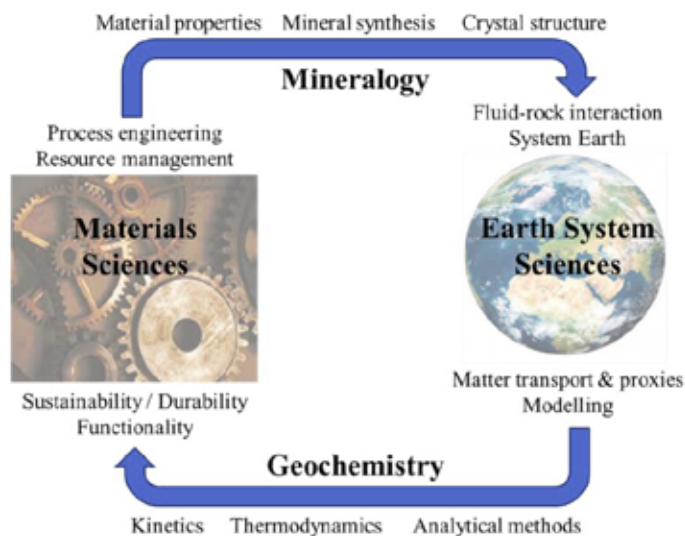 Material properties Mineral synthesis Crystal structure
Mineralogy
Process engineering
Resource management
Fluid-rock interaction
System Earth
Materials
Sciences
Earth System
Sciences
Sustainability / Durability
Functionality
Matter transport & proxies
Modelling
Geochemistry
Kinetics Thermodynamics Analytical methods